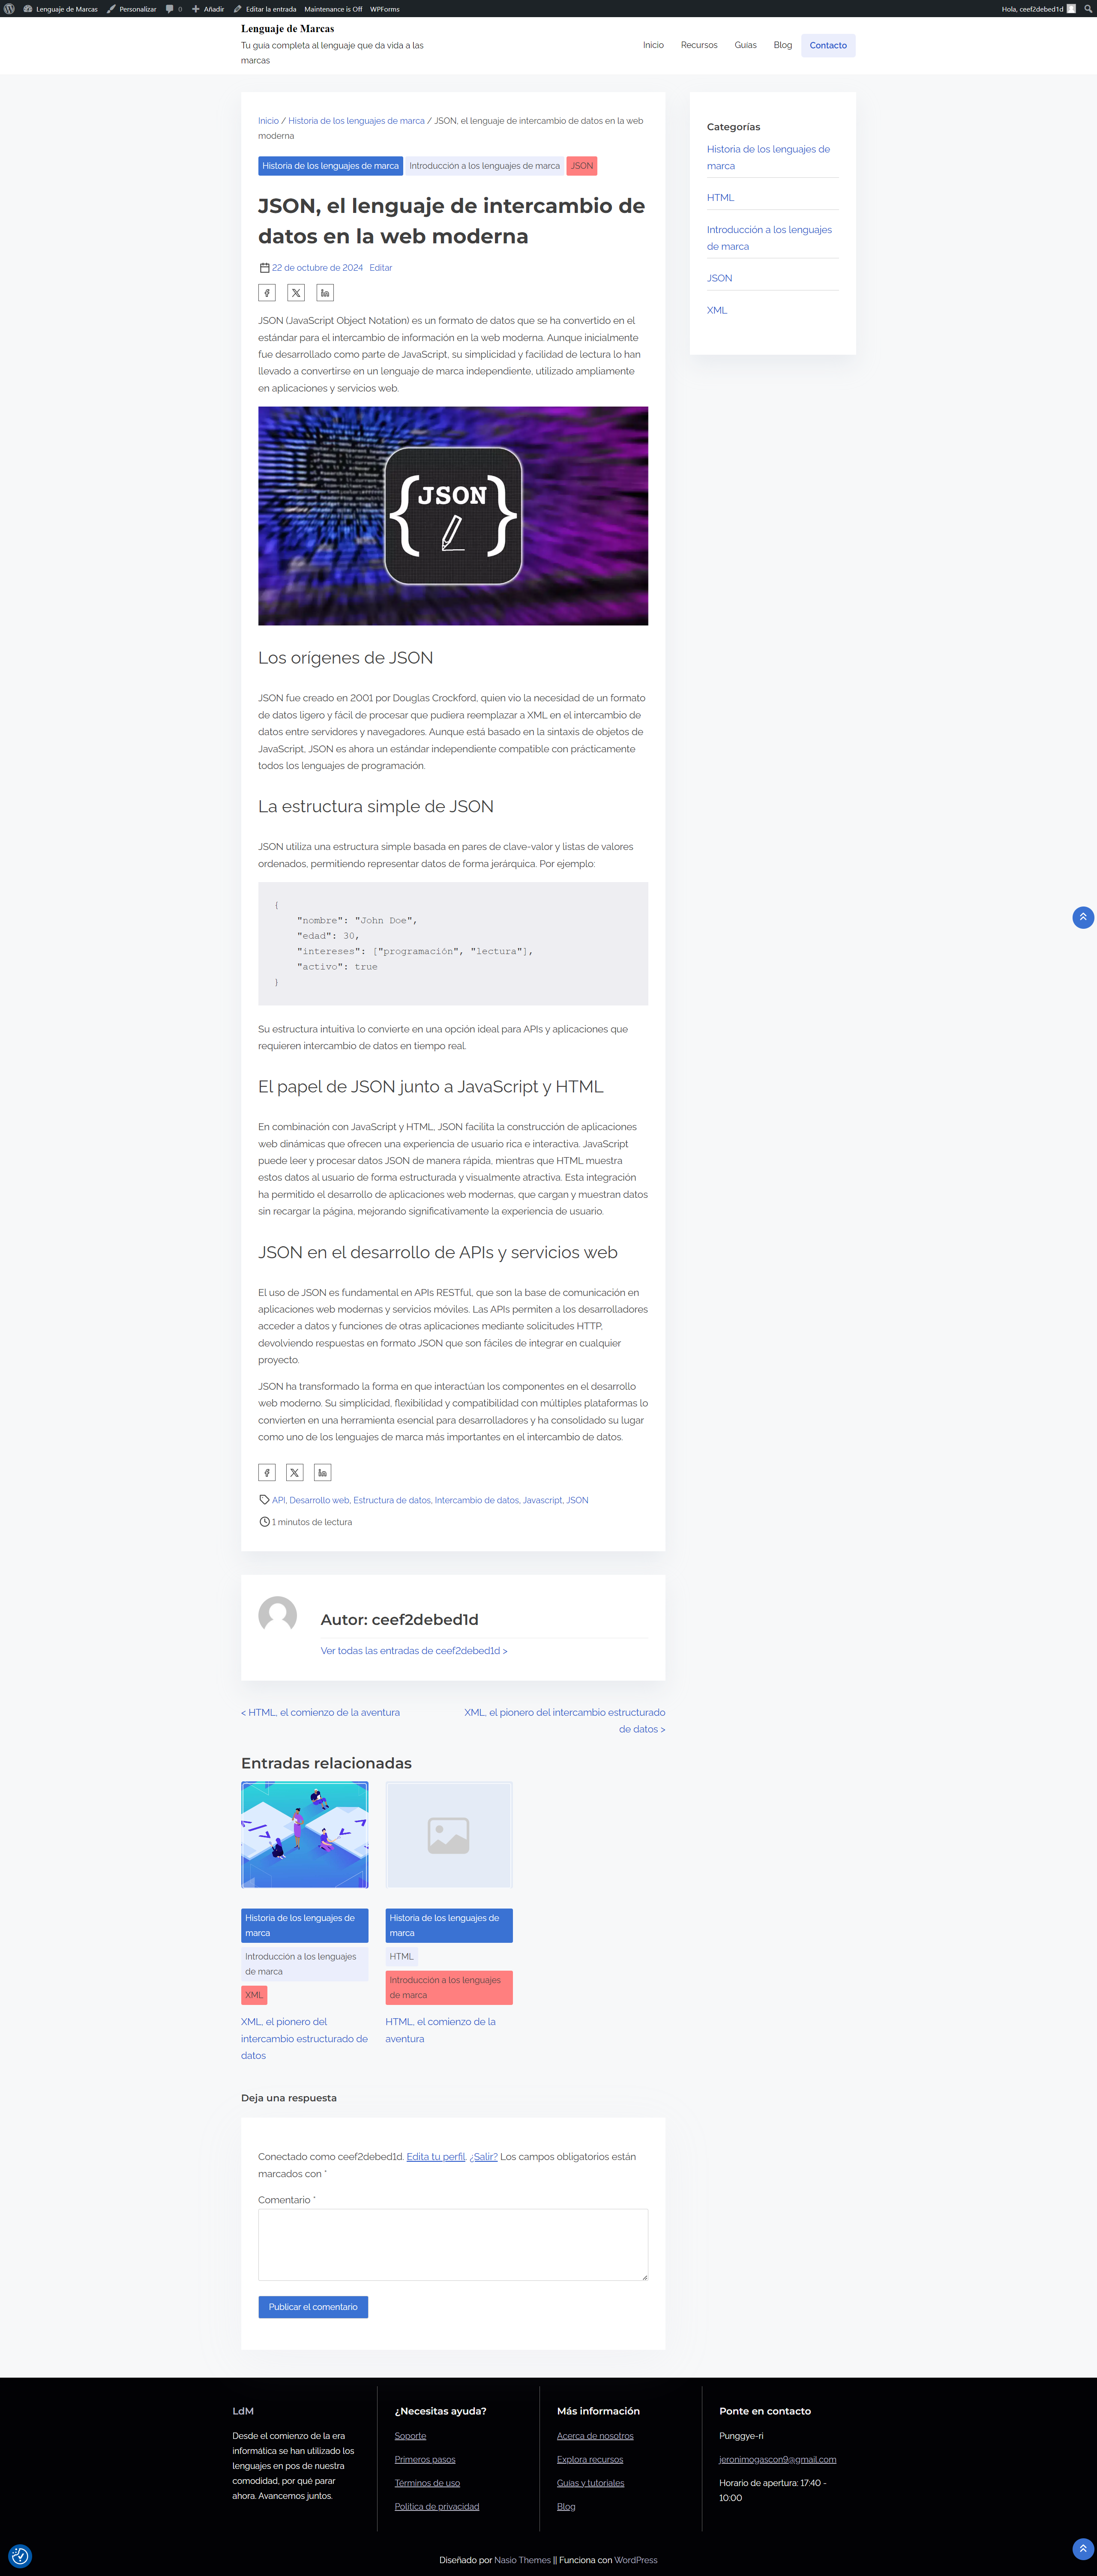 Lenguaje de Marcas
Personalizar
0
Añadir
Editar la entrada
Maintenance is Off
WPForms
Hola, ceef2debed1d
Lenguaje de Marcas
Tu guía completa al lenguaje que da vida a las
marcas
Inicio
Recursos
Guías
Blog
Contacto
Inicio / Historia de los lenguajes de marca / JSON, el lenguaje de intercambio de datos en la web
moderna
Historia de los lenguajes de marca
Introducción a los lenguajes de marca
JSON
JSON, el lenguaje de intercambio de
datos en la web moderna
22 de octubre de 2024 Editar
JSON (JavaScript Object Notation) es un formato de datos que se ha convertido en el
estándar para el intercambio de información en la web moderna. Aunque inicialmente
fue desarrollado como parte de JavaScript, su simplicidad y facilidad de lectura lo han
llevado a convertirse en un lenguaje de marca independiente, utilizado ampliamente
en aplicaciones y servicios web.
{JSON}
Los orígenes de JSON
JSON fue creado en 2001 por Douglas Crockford, quien vio la necesidad de un formato
de datos ligero y fácil de procesar que pudiera reemplazar a XML en el intercambio de
datos entre servidores y navegadores. Aunque está basado en la sintaxis de objetos de
JavaScript, JSON es ahora un estándar independiente compatible con prácticamente
todos los lenguajes de programación.
La estructura simple de JSON
JSON utiliza una estructura simple basada en pares de clave-valor y listas de valores
ordenados, permitiendo representar datos de forma jerárquica. Por ejemplo:
{
"nombre": "John Doe",
"edad": 30,
"intereses": ["programación", "lectura"],
"activo": true
}
Su estructura intuitiva lo convierte en una opción ideal para APIs y aplicaciones que
requieren intercambio de datos en tiempo real.
El papel de JSON junto a JavaScript y HTML
En combinación con JavaScript y HTML, JSON facilita la construcción de aplicaciones
web dinámicas que ofrecen una experiencia de usuario rica e interactiva. JavaScript
puede leer y procesar datos JSON de manera rápida, mientras que HTML muestra
estos datos al usuario de forma estructurada y visualmente atractiva. Esta integración
ha permitido el desarrollo de aplicaciones web modernas, que cargan y muestran datos
sin recargar la página, mejorando significativamente la experiencia de usuario.
JSON en el desarrollo de APIs y servicios web
El uso de JSON es fundamental en APIs RESTful, que son la base de comunicación en
aplicaciones web modernas y servicios móviles. Las APIs permiten a los desarrolladores
acceder a datos y funciones de otras aplicaciones mediante solicitudes HTTP,
devolviendo respuestas en formato JSON que son fáciles de integrar en cualquier
proyecto.
JSON ha transformado la forma en que interactúan los componentes en el desarrollo
web moderno. Su simplicidad, flexibilidad y compatibilidad con múltiples plataformas lo
convierten en una herramienta esencial para desarrolladores y ha consolidado su lugar
como uno de los lenguajes de marca más importantes en el intercambio de datos.
API, Desarrollo web, Estructura de datos, Intercambio de datos, Javascript, JSON
1 minutos de lectura
Categorías
Historia de los lenguajes de
marca
HTML
Introducción a los lenguajes
de marca
JSON
XML
Autor: ceef2debed1d
Ver todas las entradas de ceef2debed1d >
< HTML, el comienzo de la aventura
XML, el pionero del intercambio estructurado
de datos >
Entradas relacionadas
Historia de los lenguajes de
marca
Introducción a los lenguajes
de marca
XML
XML, el pionero del
intercambio estructurado de
datos
Historia de los lenguajes de
marca
HTML
Introducción a los lenguajes
de marca
HTML, el comienzo de la
aventura
Deja una respuesta
Conectado como ceef2debed1d. Edita tu perfil. ¿Salir? Los campos obligatorios están
marcados con *
Comentario *
Publicar el comentario
LdM
Desde el comienzo de la era
informática se han utilizado los
lenguajes en pos de nuestra
comodidad, por qué parar
ahora. Avancemos juntos.
¿Necesitas ayuda?
Soporte
Primeros pasos
Términos de uso
Política de privacidad
Más información
Acerca de nosotros
Explora recursos
Guías y tutoriales
Blog
Ponte en contacto
Punggye-ri
jeronimogascon9@gmail.com
Horario de apertura: 17:40 -
10:00
Diseñado por Nasio Themes || Funciona con WordPress